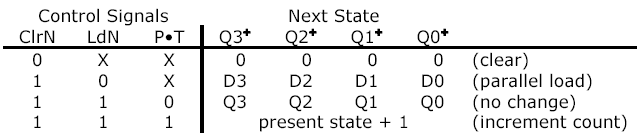 Control Signals Next State
ClrN LdN P•T Q3⁺ Q2⁺ Q1⁺ Q0⁺
0 X X 0 0 0 0 (clear)
1 0 X D3 D2 D1 D0 (parallel load)
1 1 0 Q3 Q2 Q1 Q0 (no change)
1 1 1 present state + 1 (increment count)